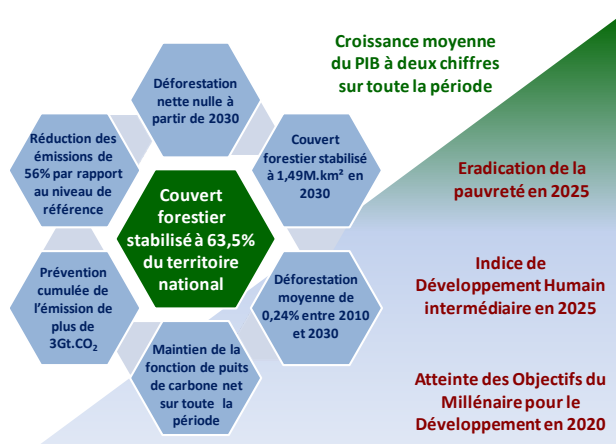 Croissance moyenne
du PIB à deux chiffres
sur toute la période
Déforestation
nette nulle à
partir de 2030
Réduction des
émissions de
56% par rapport
au niveau de
référence
Couvert
forestier stabilisé
à 1,49M.km² en
2030
Couvert
forestier
stabilisé à 63,5%
du territoire
national
Eradication de la
pauvreté en 2025
Prévention
cumulée de
l'émission de
plus de
3Gt.CO₂
Déforestation
moyenne de
0,24% entre 2010
et 2030
Indice de
Développement Humain
intermédiaire en 2025
Maintien de la
fonction de puits
de carbone net
sur toute la
période
Atteinte des Objectifs du
Millénaire pour le
Développement en 2020